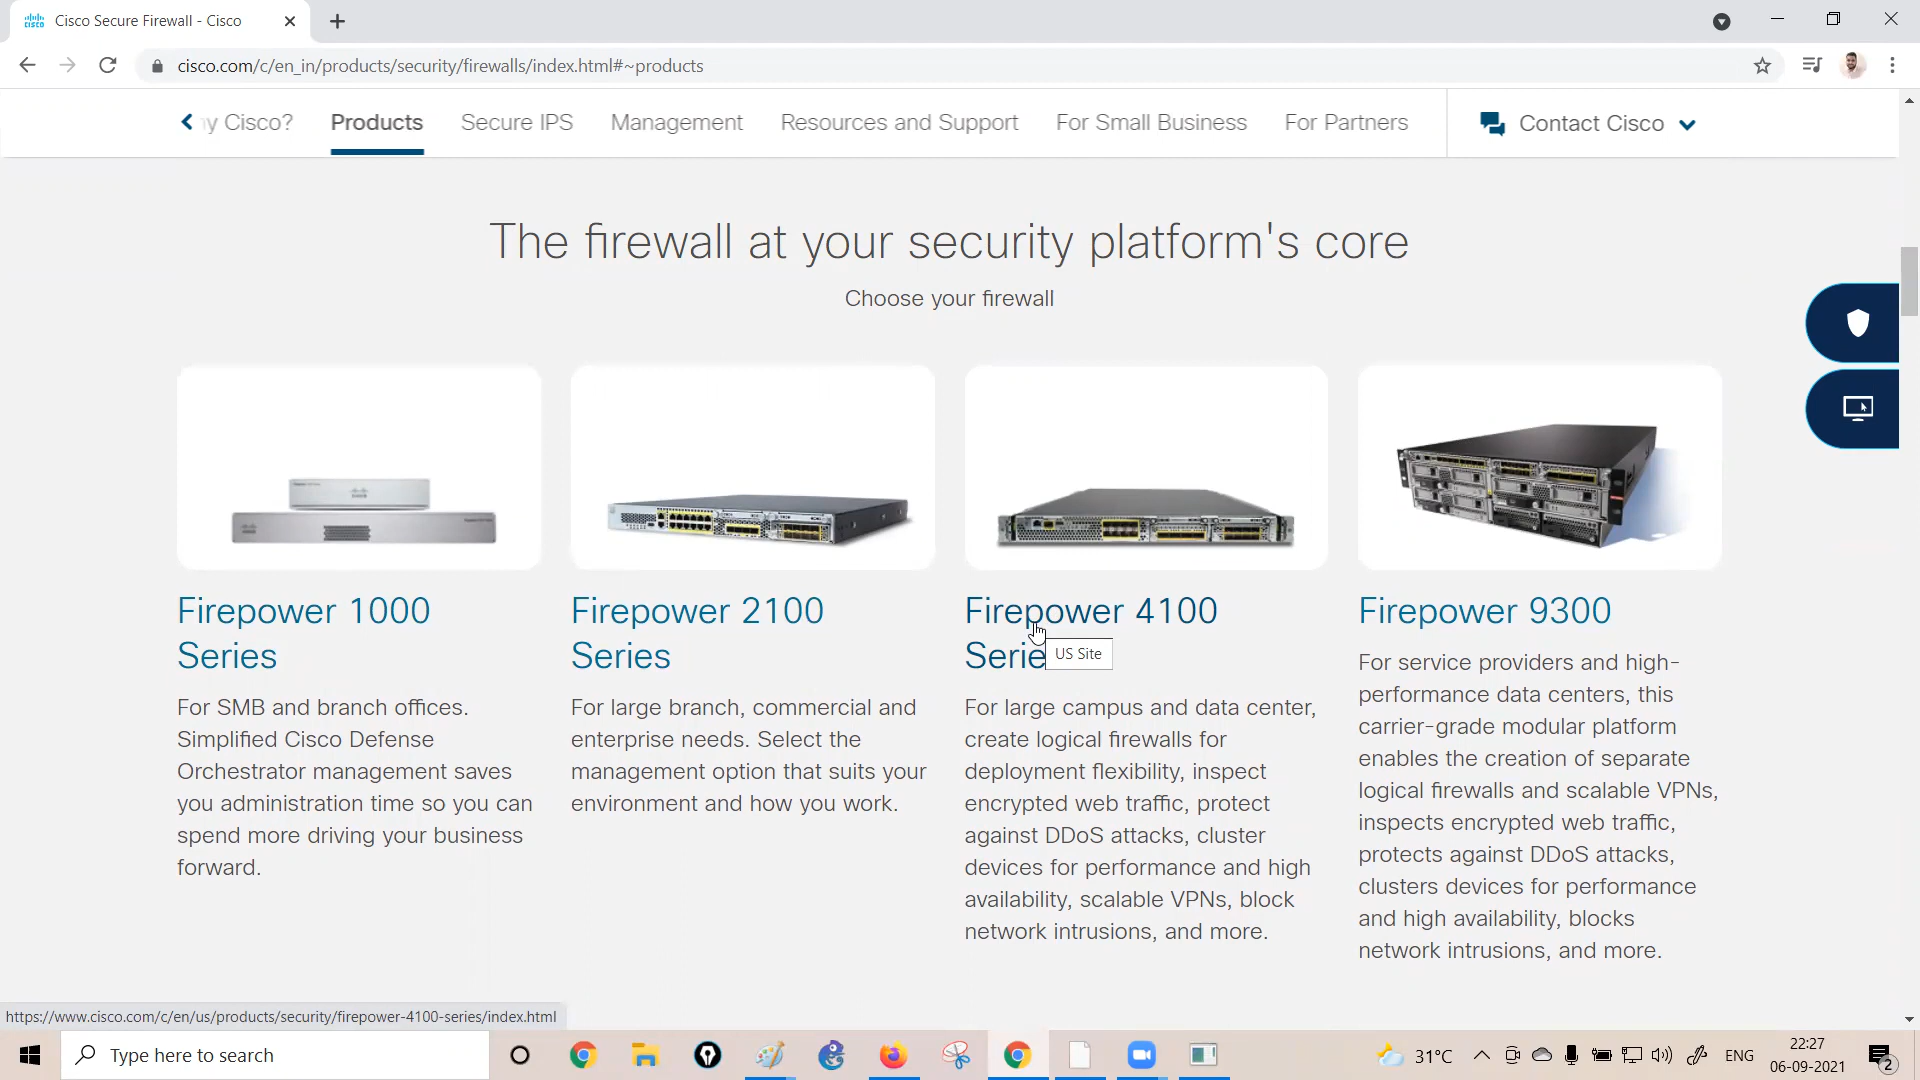 Cisco Secure Firewall - Cisco
cisco.com/c/en_in/products/security/firewalls/index.html#~products
y Cisco?
Products
Secure IPS
Management
Resources and Support
For Small Business
For Partners
Contact Cisco
The firewall at your security platform's core
Choose your firewall
Firepower 1000
Series
For SMB and branch offices.
Simplified Cisco Defense
Orchestrator management saves
you administration time so you can
spend more driving your business
forward.
Firepower 2100
Series
For large branch, commercial and
enterprise needs. Select the
management option that suits your
environment and how you work.
Firepower 4100
Serie
US Site
For large campus and data center,
create logical firewalls for
deployment flexibility, inspect
encrypted web traffic, protect
against DDoS attacks, cluster
devices for performance and high
availability, scalable VPNs, block
network intrusions, and more.
Firepower 9300
For service providers and high-
performance data centers, this
carrier-grade modular platform
enables the creation of separate
logical firewalls and scalable VPNs,
inspects encrypted web traffic,
protects against DDoS attacks,
clusters devices for performance
and high availability, blocks
network intrusions, and more.
https://www.cisco.com/c/en/us/products/security/firepower-4100-series/index.html
Type here to search
31°C
ENG
22:27
06-09-2021
2